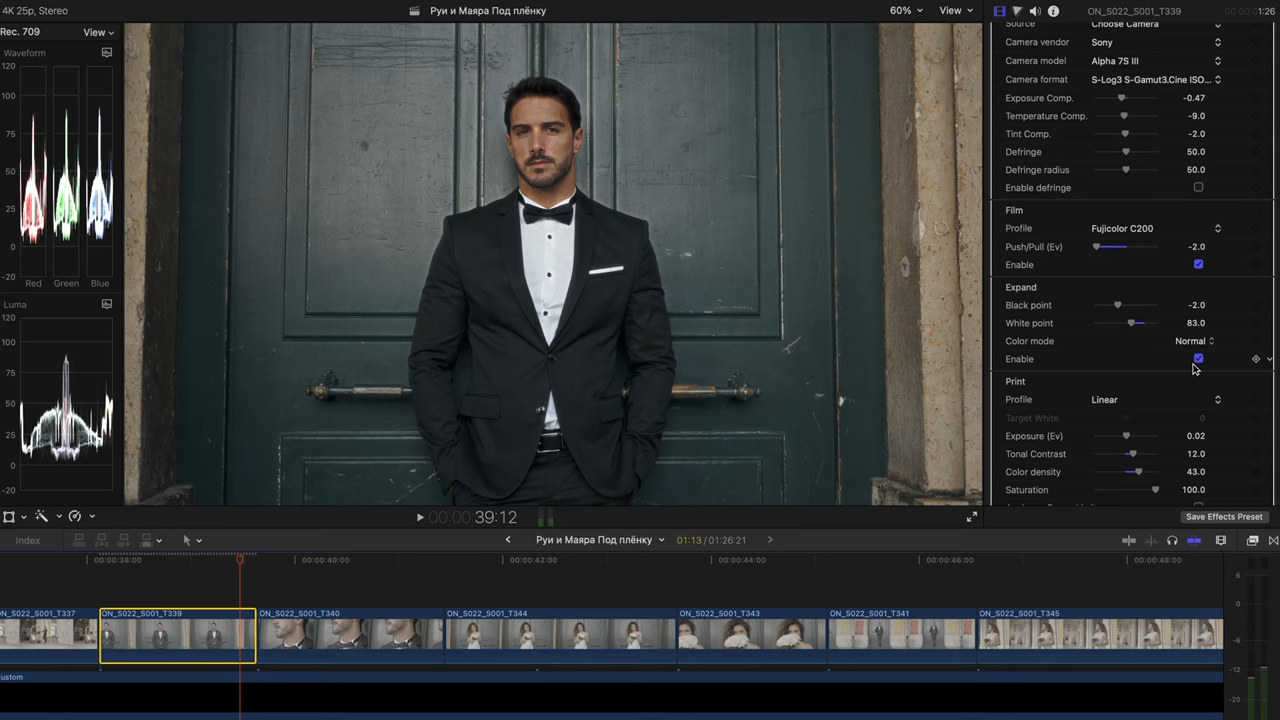 4K 25p, Stereo
Руи и Маяра Под плёнку
60%
View
ON_S022_S001_T339
1:26
Rec. 709
View
Waveform
120
100
75
50
25
0
-20
Red Green Blue
Luma
120
100
75
50
25
0
-20
Source Choose Camera
Camera vendor Sony
Camera model Alpha 7S III
Camera format S-Log3 S-Gamut3.Cine ISO...
Exposure Comp. -0.47
Temperature Comp. -9.0
Tint Comp. -2.0
Defringe 50.0
Defringe radius 50.0
Enable defringe
Film
Profile Fujicolor C200
Push/Pull (Ev) -2.0
Enable
Expand
Black point -2.0
White point 83.0
Color mode Normal
Enable
Print
Profile Linear
Target White 0
Exposure (Ev) 0.02
Tonal Contrast 12.0
Color density 43.0
Saturation 100.0
Save Effects Preset
00:00:39:12
Index
Руи и Маяра Под плёнку
01:13 / 01:26:21
00:00:38:00
00:00:40:00
00:00:42:00
00:00:44:00
00:00:46:00
00:00:48:00
ON_S022_S001_T337
ON_S022_S001_T339
ON_S022_S001_T340
ON_S022_S001_T344
ON_S022_S001_T343
ON_S022_S001_T341
ON_S022_S001_T345
ustom
6
0
-6
-12
-20